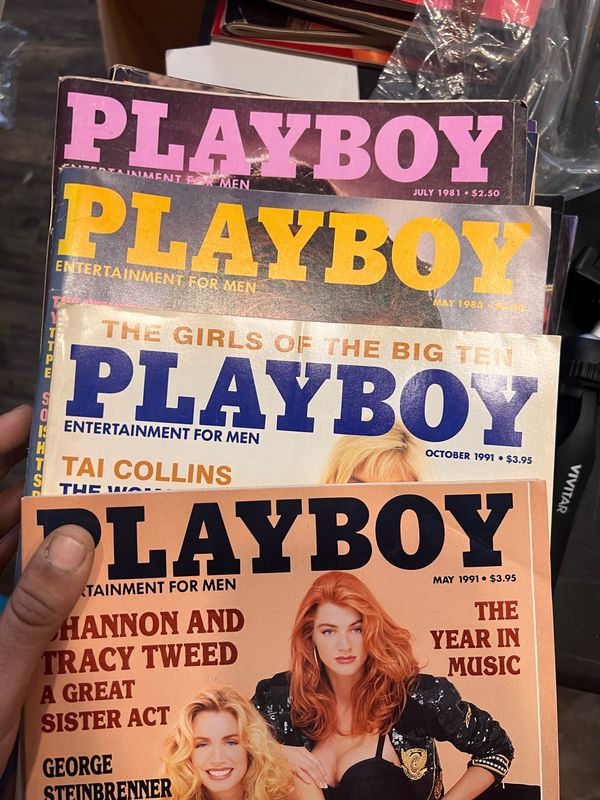 PLAYBOY
ENTERTAINMENT FOR MEN
JULY 1981 • $2.50
PLAYBOY
ENTERTAINMENT FOR MEN
MAY 1983
THE GIRLS OF THE BIG TEN
PLAYBOY
ENTERTAINMENT FOR MEN
OCTOBER 1991 • $3.95
TAI COLLINS
THE
PLAYBOY
TAINMENT FOR MEN
MAY 1991 • $3.95
SHANNON AND
TRACY TWEED
A GREAT
SISTER ACT
THE
YEAR IN
MUSIC
GEORGE
STEINBRENNER
VIVITAR